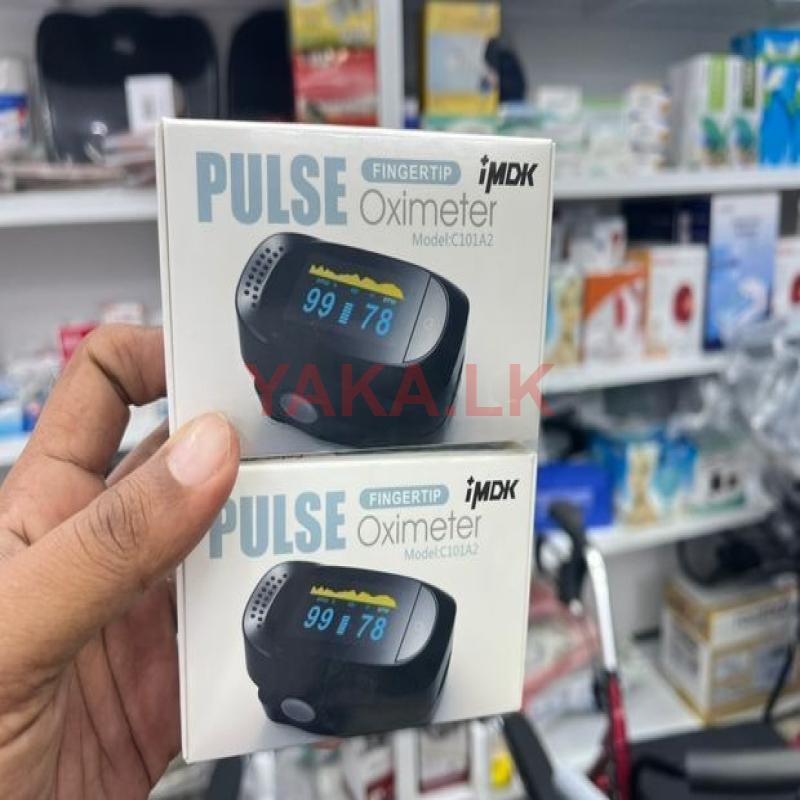 PULSE FINGERTIP iMDK
Oximeter
Model:C101A2
99 78
YAKA.LK
PULSE FINGERTIP iMDK
Oximeter
Model:C101A2
99 78